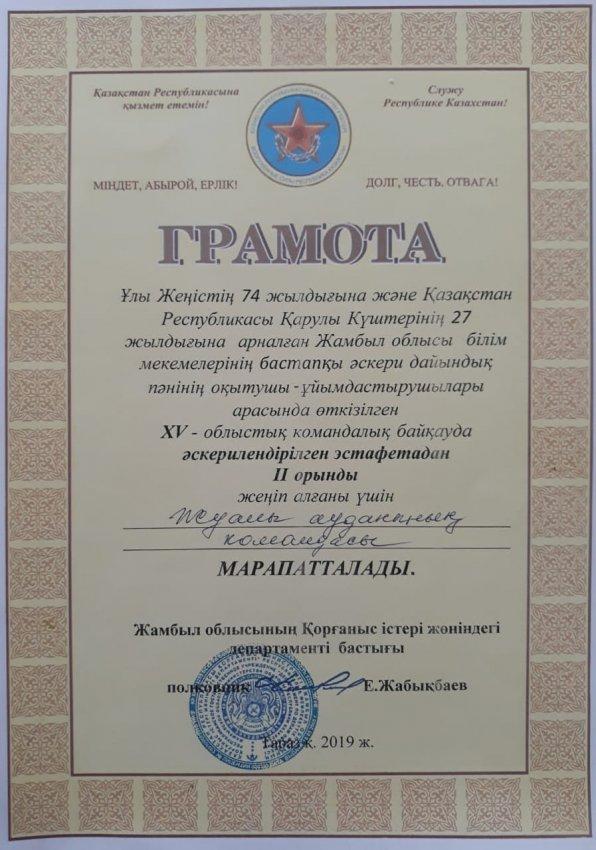 Қазақстан Республикасына
қызмет етемін!
Служу
Республике Казахстан!
МІНДЕТ, АБЫРОЙ, ЕРЛІК!
ДОЛГ, ЧЕСТЬ, ОТВАГА!
ГРАМОТА
Ұлы Жеңістің 74 жылдығына және Қазақстан
Республикасы Қарулы Күштерінің 27
жылдығына арналған Жамбыл облысы білім
мекемелерінің бастапқы әскери дайындық
пәнінің оқытушы - ұйымдастырушылары
арасында өткізілген
XV - облыстық командалық байқауда
әскерилендірілген эстафетадан
II орынды
жеңіп алғаны үшін
Жуалы ауданының
командасы
МАРАПАТТАЛАДЫ.
Жамбыл облысының Қорғаныс істері жөніндегі
департаменті бастығы
полковник Е.Жабықбаев
Тараз қ. 2019 ж.